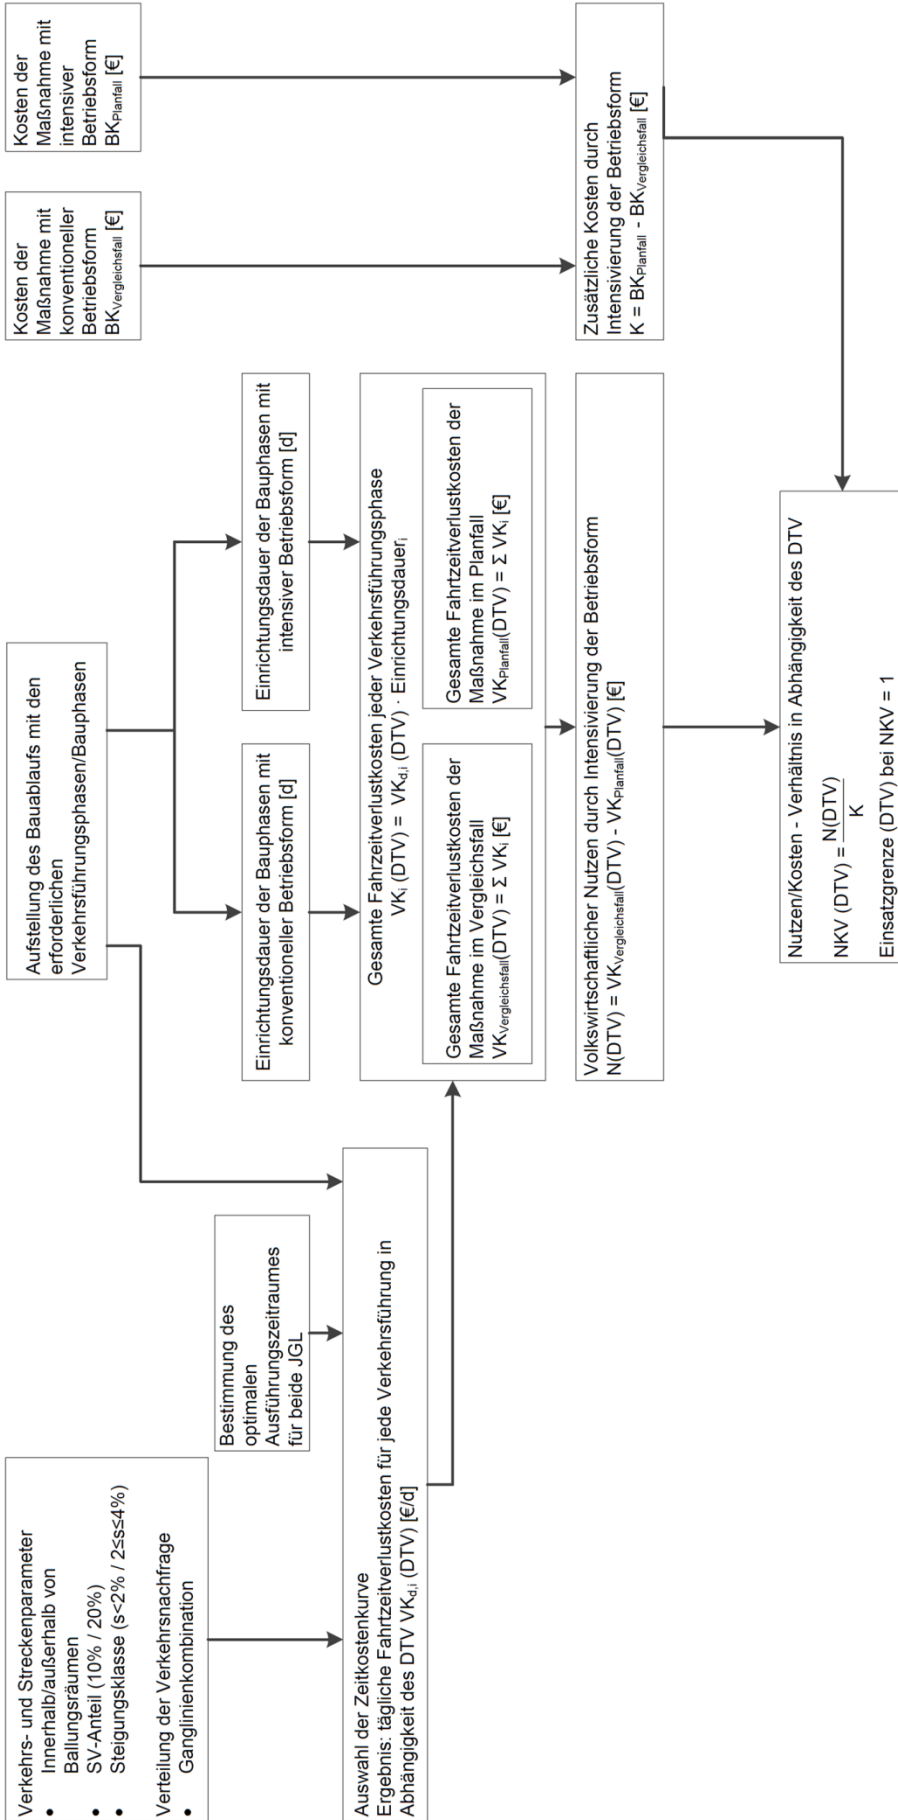 Verkehrs- und Streckenparameter
• Innerhalb/außerhalb von
Ballungsräumen
• SV-Anteil (10% / 20%)
• Steigungsklasse (s<2% / 2≤s≤4%)
Verteilung der Verkehrsnachfrage
• Ganglinienkombination
Bestimmung des
optimalen
Ausführungszeitraumes
für beide JGL
Auswahl der Zeitkostenkurve
Ergebnis: tägliche Fahrtzeitverlustkosten für jede Verkehrsführung in
Abhängigkeit des DTV VKd,i (DTV) [€/d]
Aufstellung des Bauablaufs mit den
erforderlichen
Verkehrsführungsphasen/Bauphasen
Einrichtungsdauer der Bauphasen mit
konventioneller Betriebsform [d]
Einrichtungsdauer der Bauphasen mit
intensiver Betriebsform [d]
Gesamte Fahrzeitverlustkosten jeder Verkehrsführungsphase
VKi (DTV) = VKd,i (DTV) · Einrichtungsdaueri
Gesamte Fahrtzeitverlustkosten der
Maßnahme im Vergleichsfall
VKVergleichsfall(DTV) = Σ VKi [€]
Gesamte Fahrtzeitverlustkosten der
Maßnahme im Planfall
VKPlanfall(DTV) = Σ VKi [€]
Volkswirtschaftlicher Nutzen durch Intensivierung der Betriebsform
N(DTV) = VKVergleichsfall(DTV) - VKPlanfall(DTV) [€]
Kosten der
Maßnahme mit
konventioneller
Betriebsform
BKVergleichsfall [€]
Kosten der
Maßnahme mit
intensiver
Betriebsform
BKPlanfall [€]
Zusätzliche Kosten durch
Intensivierung der Betriebsform
K = BKPlanfall - BKVergleichsfall [€]
Nutzen/Kosten - Verhältnis in Abhängigkeit des DTV
NKV (DTV) = N(DTV)
K
Einsatzgrenze (DTV) bei NKV = 1